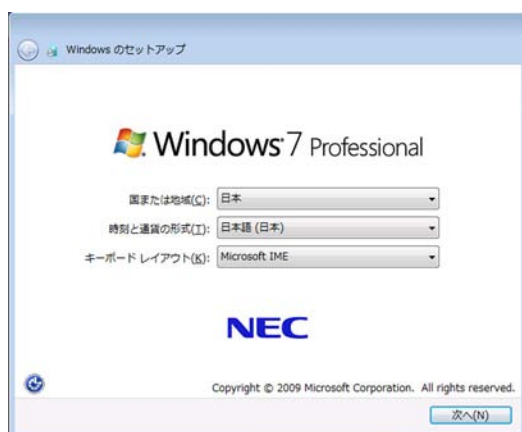 Windows のセットアップ
Windows 7 Professional
国または地域(C): 日本
時刻と通貨の形式(T): 日本語 (日本)
キーボード レイアウト(K): Microsoft IME
NEC
Copyright © 2009 Microsoft Corporation. All rights reserved.
次へ(N)